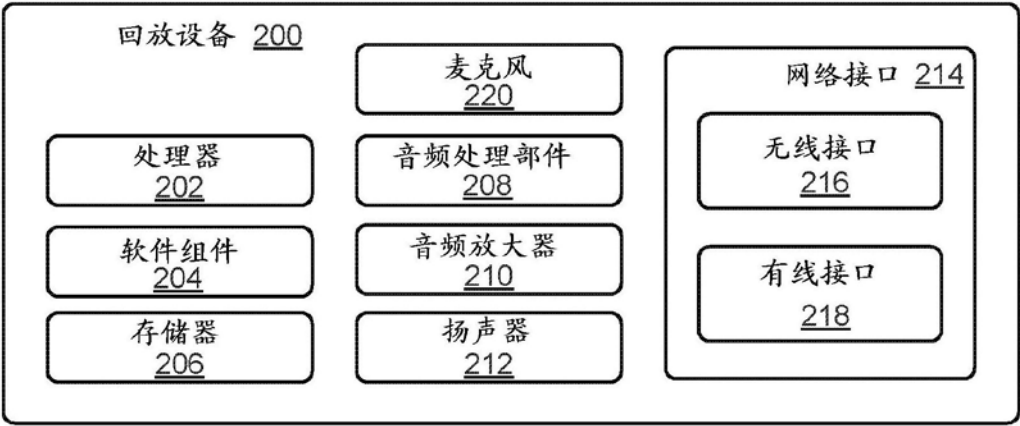 回放设备 200
麦克风
220
处理器
202
音频处理部件
208
软件组件
204
音频放大器
210
存储器
206
扬声器
212
网络接口 214
无线接口
216
有线接口
218